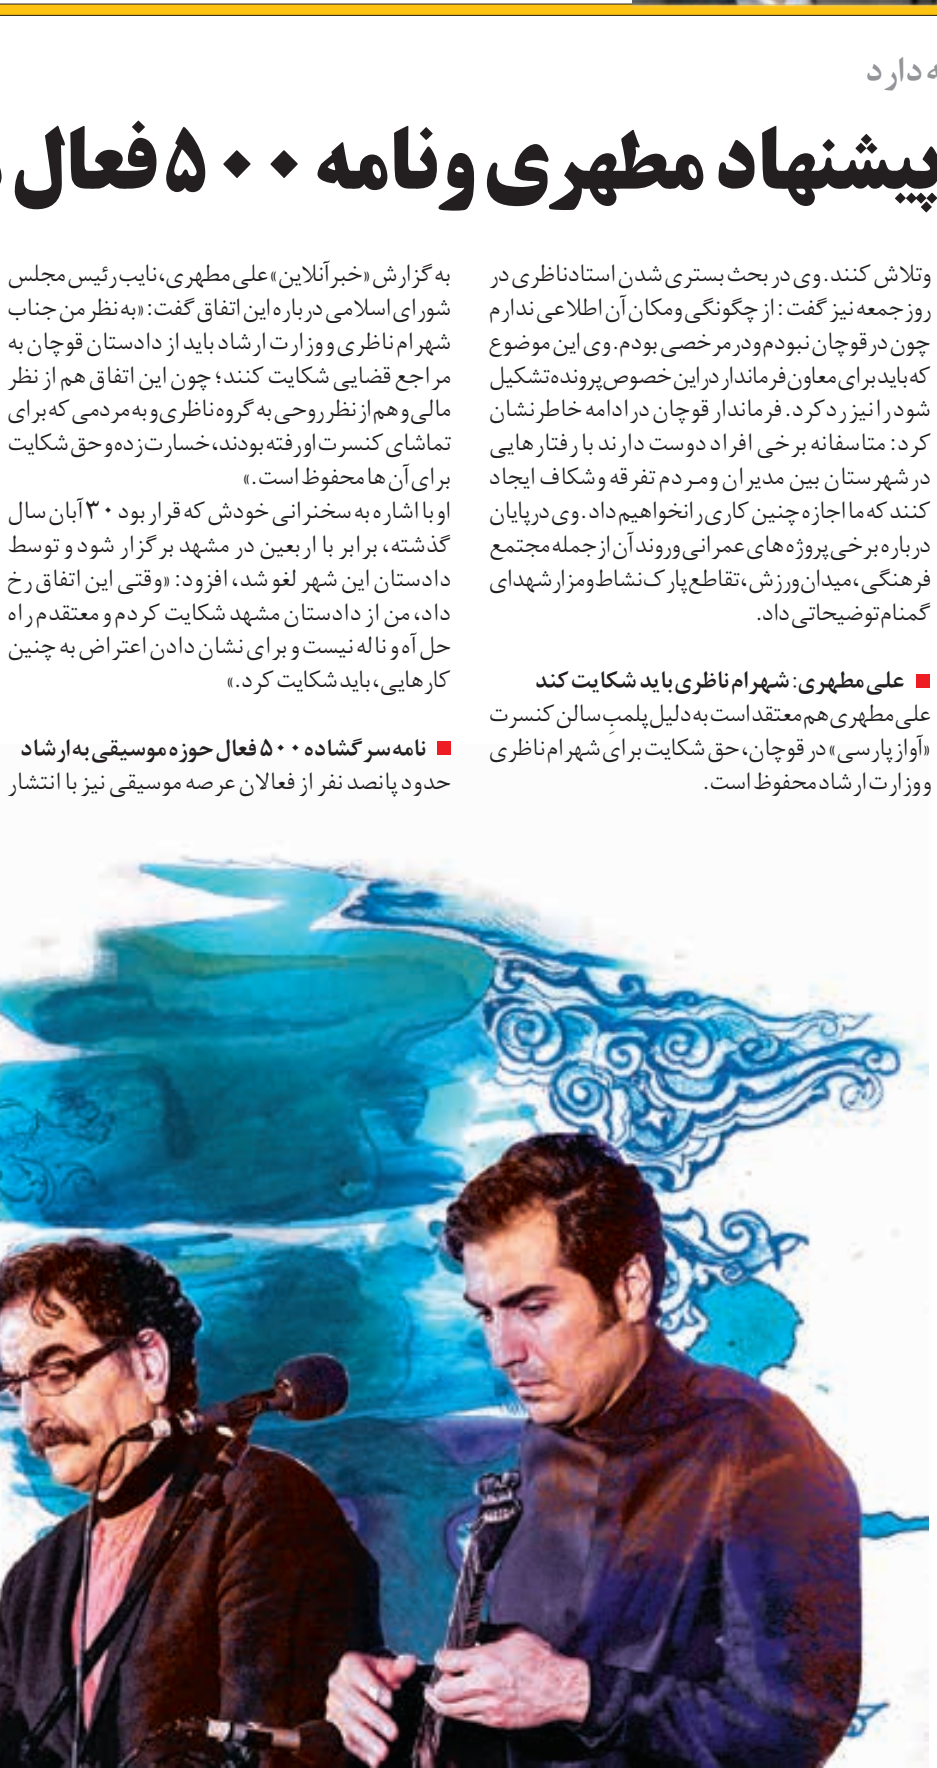 ه دارد
پیشنهاد مطهری ونامه ۵۰۰ فعال
وتلاش کنند. وی در بحث بستری شدن استادناظری در
روز جمعه نیز گفت : از چگونگی ومکان آن اطلاعی ندارم
چون در قوچان نبودم ودر مرخصی بودم. وی این موضوع
که باید برای معاون فرماندار در این خصوص پرونده تشکیل
شود را نیز رد کرد. فرماندار قوچان در ادامه خاطر نشان
کرد: متاسفانه برخی افراد دوست دارند با رفتارهایی
در شهرستان بین مدیران ومردم تفرقه وشکاف ایجاد
کنند که ما اجازه چنین کاری را نخواهیم داد. وی در پایان
درباره برخی پروژه های عمرانی وروند آن از جمله مجتمع
فرهنگی، میدان ورزش، تقاطع پارک نشاط ومزار شهدای
گمنام توضیحاتی داد.
علی مطهری: شهرام ناظری باید شکایت کند
علی مطهری هم معتقد است به دلیل پلمبِ سالن کنسرت
«آواز پارسی» در قوچان، حق شکایت برای شهرام ناظری
ووزارت ارشاد محفوظ است.
به گزارش «خبرآنلاین» علی مطهری، نایب رئیس مجلس
شورای اسلامی درباره این اتفاق گفت: «به نظر من جناب
شهرام ناظری و وزارت ارشاد باید از دادستان قوچان به
مراجع قضایی شکایت کنند؛ چون این اتفاق هم از نظر
مالی و هم از نظر روحی به گروه ناظری و به مردمی که برای
تماشای کنسرت او رفته بودند، خسارت زده و حق شکایت
برای آن ها محفوظ است.»
او با اشاره به سخنرانی خودش که قرار بود ۳۰ آبان سال
گذشته، برابر با اربعین در مشهد برگزار شود و توسط
دادستان این شهر لغو شد، افزود: «وقتی این اتفاق رخ
داد، من از دادستان مشهد شکایت کردم و معتقدم راه
حل آه و ناله نیست و برای نشان دادن اعتراض به چنین
کارهایی، باید شکایت کرد.»
نامه سرگشاده ۵۰۰ فعال حوزه موسیقی به ارشاد
حدود پانصد نفر از فعالان عرصه موسیقی نیز با انتشار